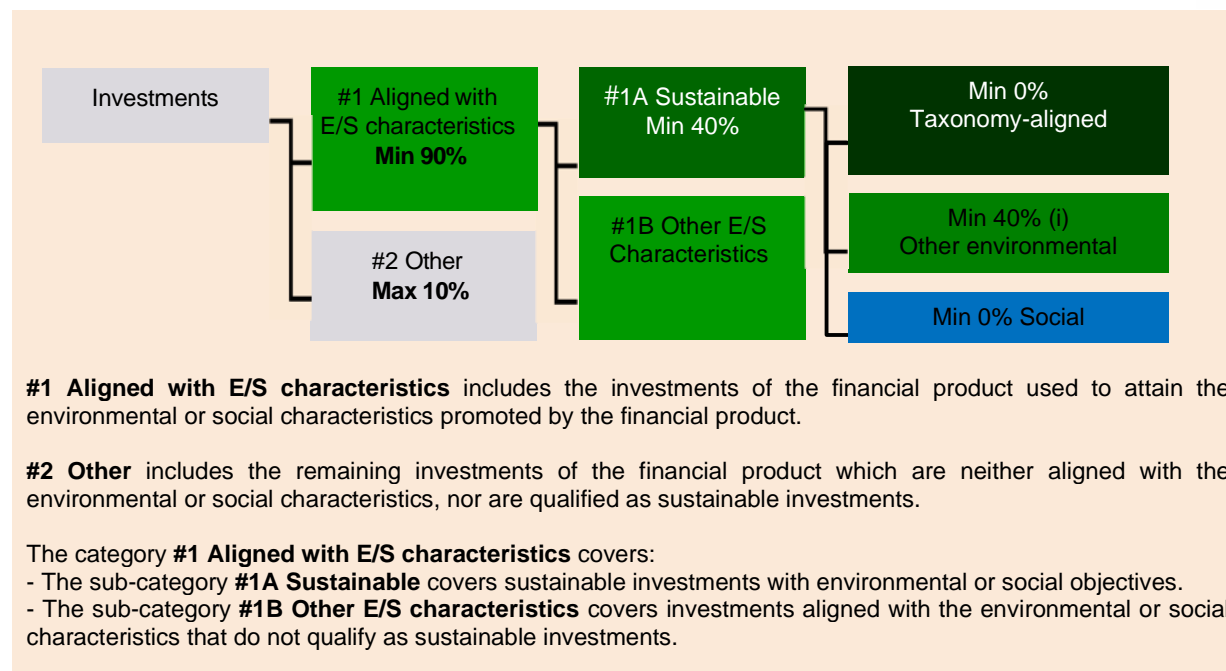 Investments
#1 Aligned with
E/S characteristics
Min 90%
#2 Other
Max 10%
#1A Sustainable
Min 40%
#1B Other E/S
Characteristics
Min 0%
Taxonomy-aligned
Min 40% (i)
Other environmental
Min 0% Social
#1 Aligned with E/S characteristics includes the investments of the financial product used to attain the
environmental or social characteristics promoted by the financial product.
#2 Other includes the remaining investments of the financial product which are neither aligned with the
environmental or social characteristics, nor are qualified as sustainable investments.
The category #1 Aligned with E/S characteristics covers:
- The sub-category #1A Sustainable covers sustainable investments with environmental or social objectives.
- The sub-category #1B Other E/S characteristics covers investments aligned with the environmental or social
characteristics that do not qualify as sustainable investments.